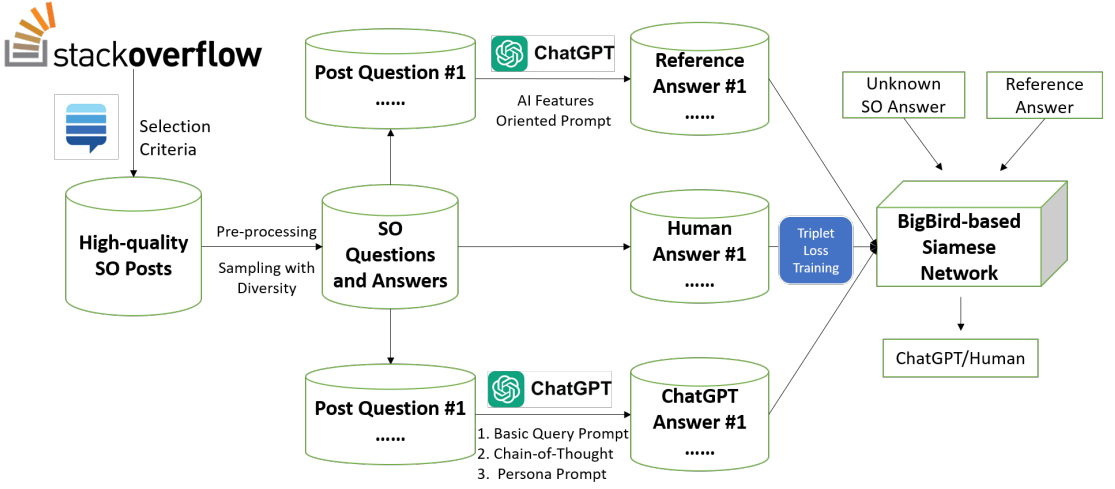 stackoverflow
Selection
Criteria
High-quality
SO Posts
Pre-processing
Sampling with
Diversity
SO
Questions
and Answers
Post Question #1
......
ChatGPT
AI Features
Oriented Prompt
Reference
Answer #1
......
Human
Answer #1
......
Post Question #1
......
ChatGPT
1. Basic Query Prompt
2. Chain-of-Thought
3. Persona Prompt
ChatGPT
Answer #1
......
Triplet
Loss
Training
Unknown
SO Answer
Reference
Answer
BigBird-based
Siamese
Network
ChatGPT/Human